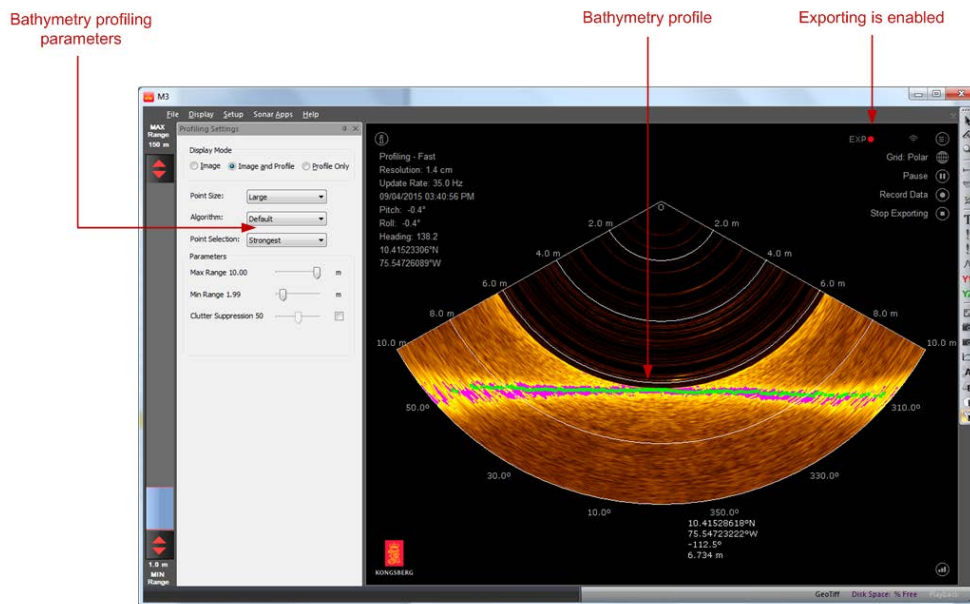 Bathymetry profiling
parameters
Bathymetry profile
Exporting is enabled
M3
File Display Setup Sonar Apps Help
MAX
Range
150 m
Profiling Settings
Display Mode
Image Image and Profile Profile Only
Point Size: Large
Algorithm: Default
Point Selection: Strongest
Parameters
Max Range 10.00 m
Min Range 1.99 m
Clutter Suppression 50
1.0 m
MIN
Range
Profiling - Fast
Resolution: 1.4 cm
Update Rate: 35.0 Hz
09/04/2015 03:40:56 PM
Pitch: -0.4°
Roll: -0.4°
Heading: 138.2
10.41523306°N
75.54726089°W
EXP
Gnd: Polar
Pause
Record Data
Stop Exporting
2.0 m 2.0 m
4.0 m 4.0 m
6.0 m 6.0 m
8.0 m 8.0 m
10.0 m 10.0 m
50.0° 310.0°
30.0° 330.0°
10.0° 350.0°
10.41528618°N
75.54723222°W
-112.5°
6.734 m
KONGSBERG
GeoTiff Disk Space: % Free Playback